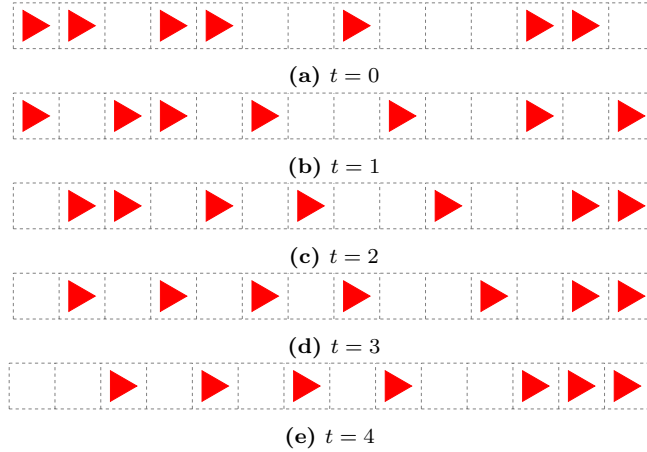 (a) t = 0
(b) t = 1
(c) t = 2
(d) t = 3
(e) t = 4